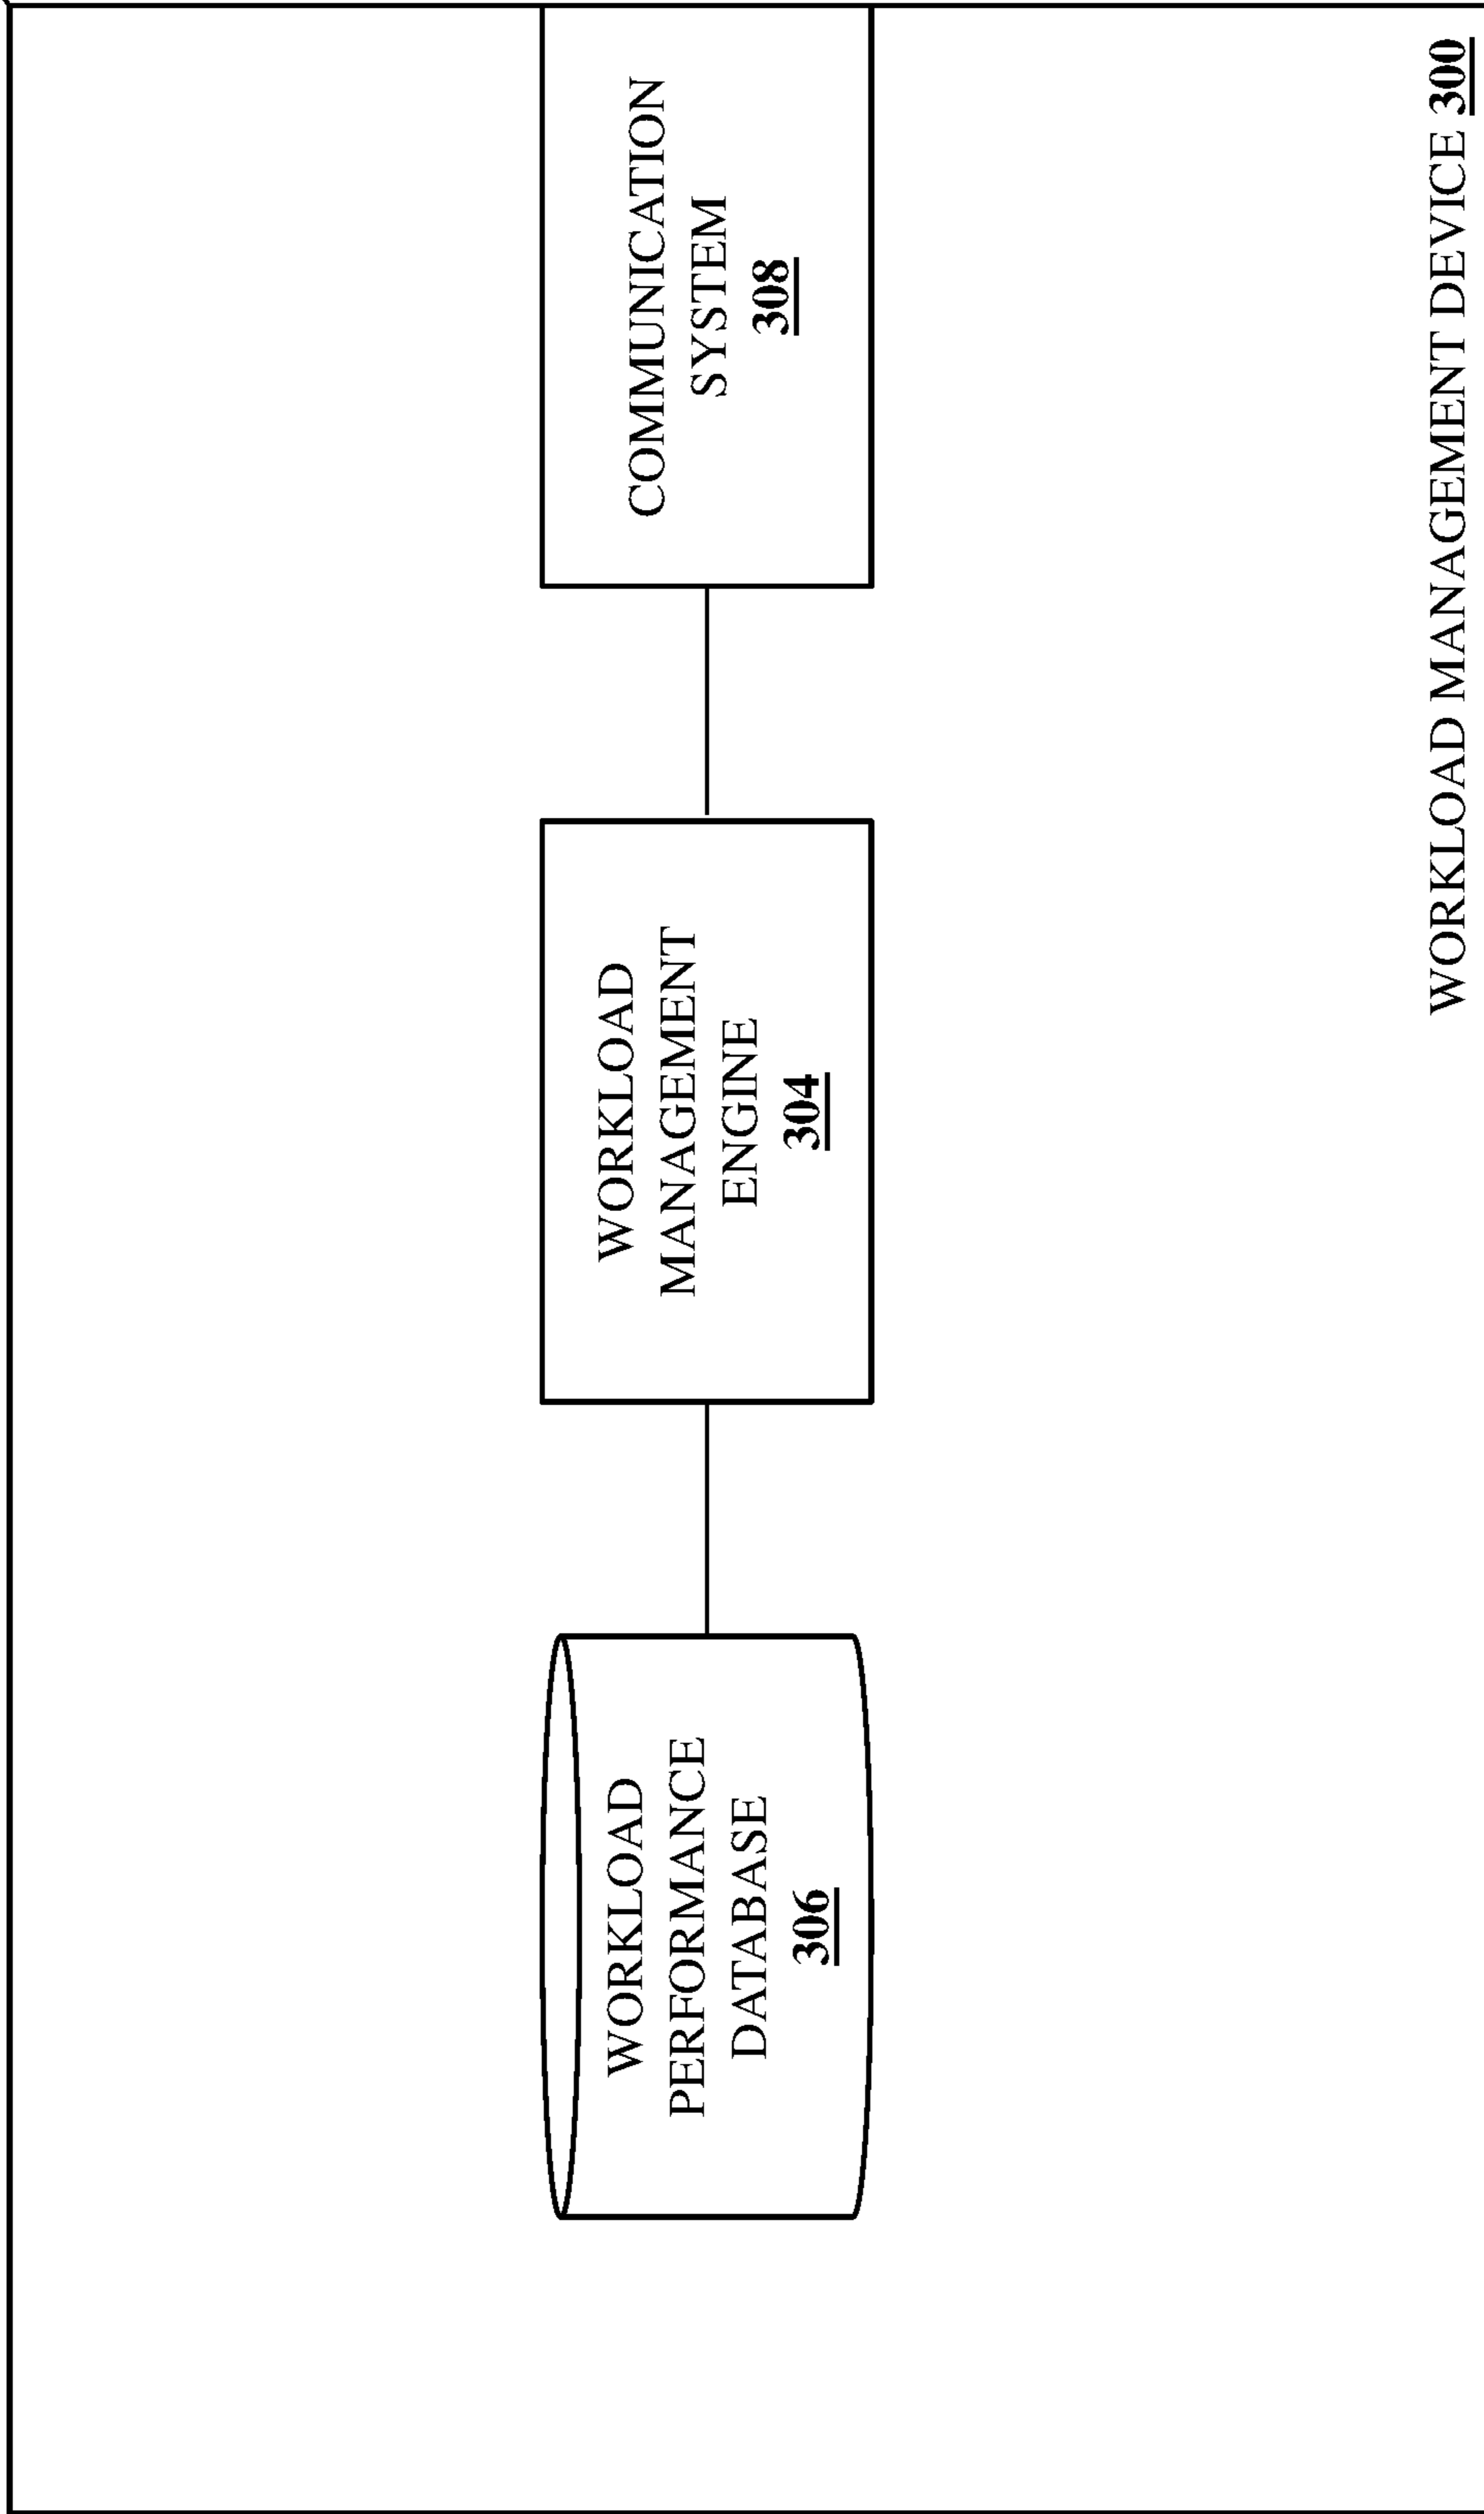 WORKLOAD
PERFORMANCE
DATABASE
306
WORKLOAD
MANAGEMENT
ENGINE
304
COMMUNICATION
SYSTEM
308
WORKLOAD MANAGEMENT DEVICE 300